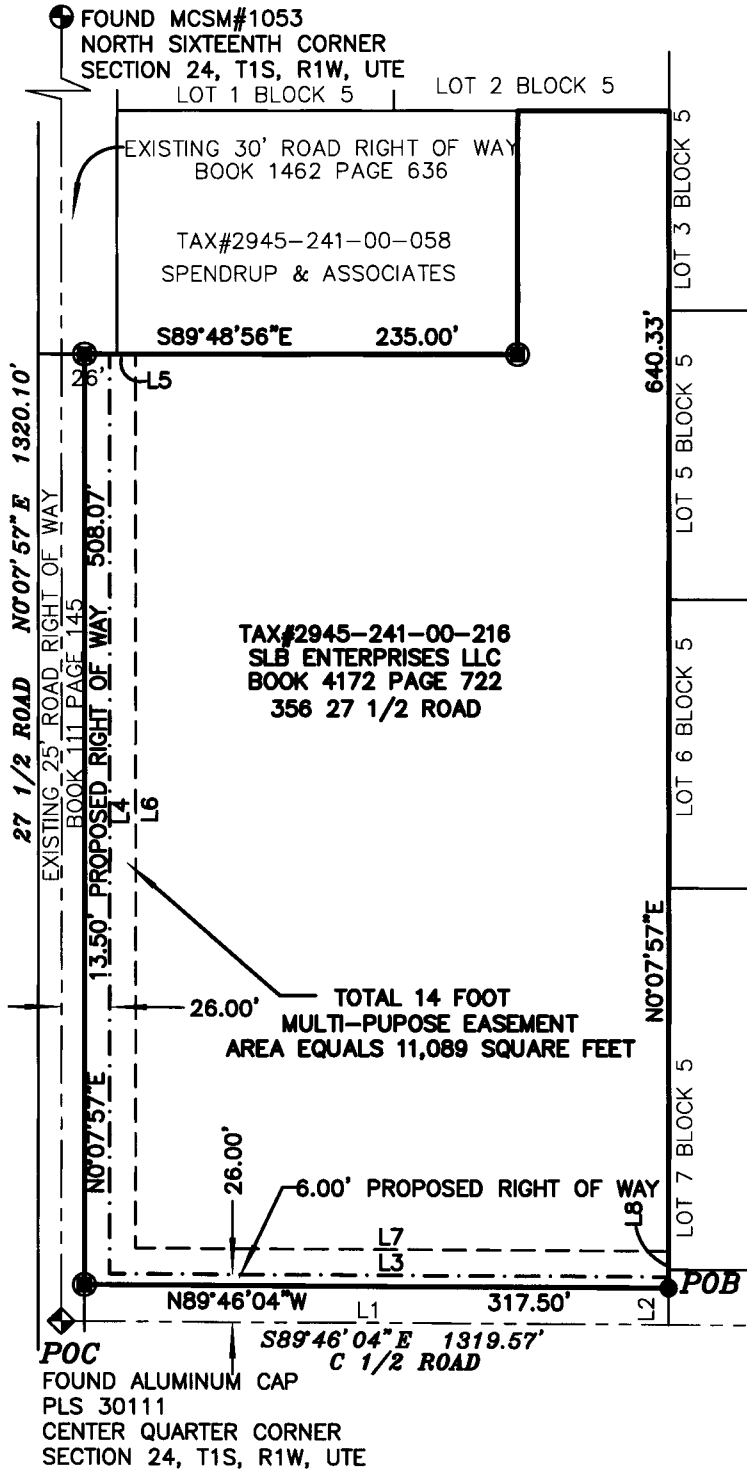 FOUND MCSM#1053
NORTH SIXTEENTH CORNER
SECTION 24, T1S, R1W, UTE
LOT 1 BLOCK 5
LOT 2 BLOCK 5
EXISTING 30' ROAD RIGHT OF WAY
BOOK 1462 PAGE 636
TAX#2945-241-00-058
SPENDRUP & ASSOCIATES
LOT 3 BLOCK 5
S89°48'56"E 235.00'
640.33'
26'
L5
LOT 5 BLOCK 5
27 1/2 ROAD N0°07'57"E 1320.10'
EXISTING 25' ROAD RIGHT OF WAY
BOOK 111 PAGE 145
N0°07'57"E
13.50' PROPOSED RIGHT OF WAY 508.07'
L4
L6
TAX#2945-241-00-216
SLB ENTERPRISES LLC
BOOK 4172 PAGE 722
356 27 1/2 ROAD
LOT 6 BLOCK 5
N0°07'57"E
26.00'
TOTAL 14 FOOT
MULTI-PUPOSE EASEMENT
AREA EQUALS 11,089 SQUARE FEET
LOT 7 BLOCK 5
26.00'
6.00' PROPOSED RIGHT OF WAY
L8
L7
L3
POB
N89°46'04"W 317.50'
L1
L2
S89°46'04"E 1319.57'
C 1/2 ROAD
POC
FOUND ALUMINUM CAP
PLS 30111
CENTER QUARTER CORNER
SECTION 24, T1S, R1W, UTE